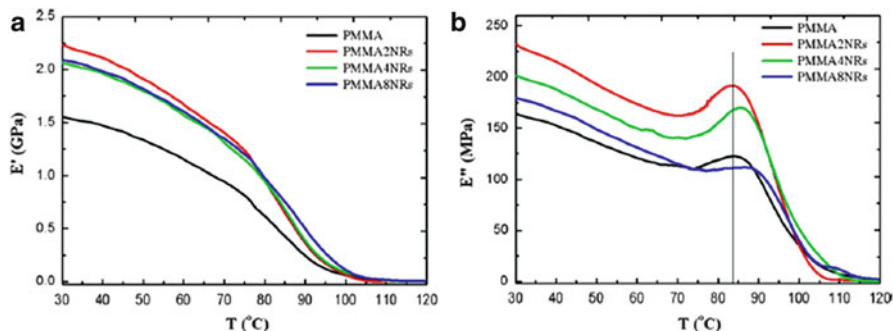 a
2.5
2.0
1.5
1.0
0.5
0.0
E' (GPa)
PMMA
PMMA2NRs
PMMA4NRs
PMMA8NRs
30 40 50 60 70 80 90 100 110 120
T (°C)
b
250
200
150
100
50
0
E'' (MPa)
PMMA
PMMA2NRs
PMMA4NRs
PMMA8NRs
30 40 50 60 70 80 90 100 110 120
T (°C)